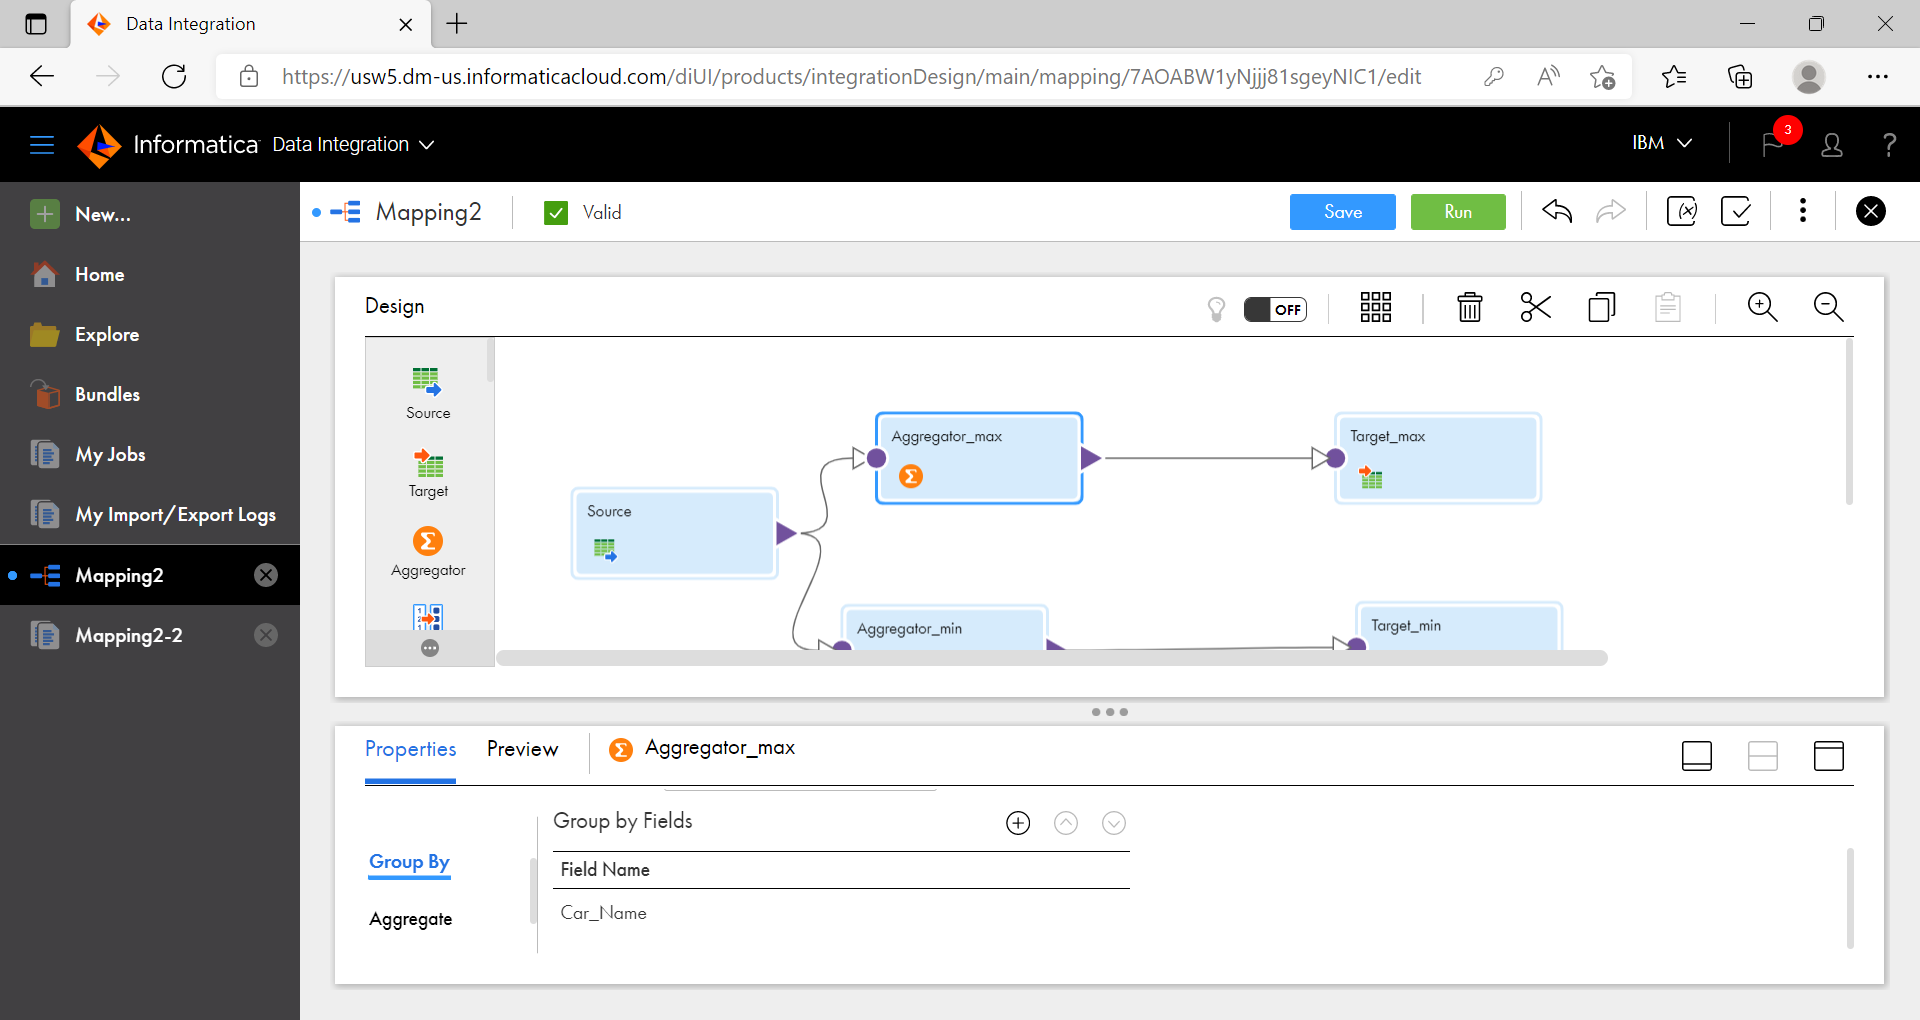 Data Integration
https://usw5.dm-us.informaticacloud.com/diUI/products/integrationDesign/main/mapping/7AOABW1yNjjj81sgeyNIC1/edit
Informatica Data Integration
IBM
3
?
New...
Home
Explore
Bundles
My Jobs
My Import/Export Logs
Mapping2
Mapping2-2
Mapping2
Valid
Save
Run
Design
OFF
Source
Target
Aggregator
Source
Aggregator_max
Target_max
Aggregator_min
Target_min
Properties
Preview
Aggregator_max
Group By
Aggregate
Group by Fields
Field Name
Car_Name